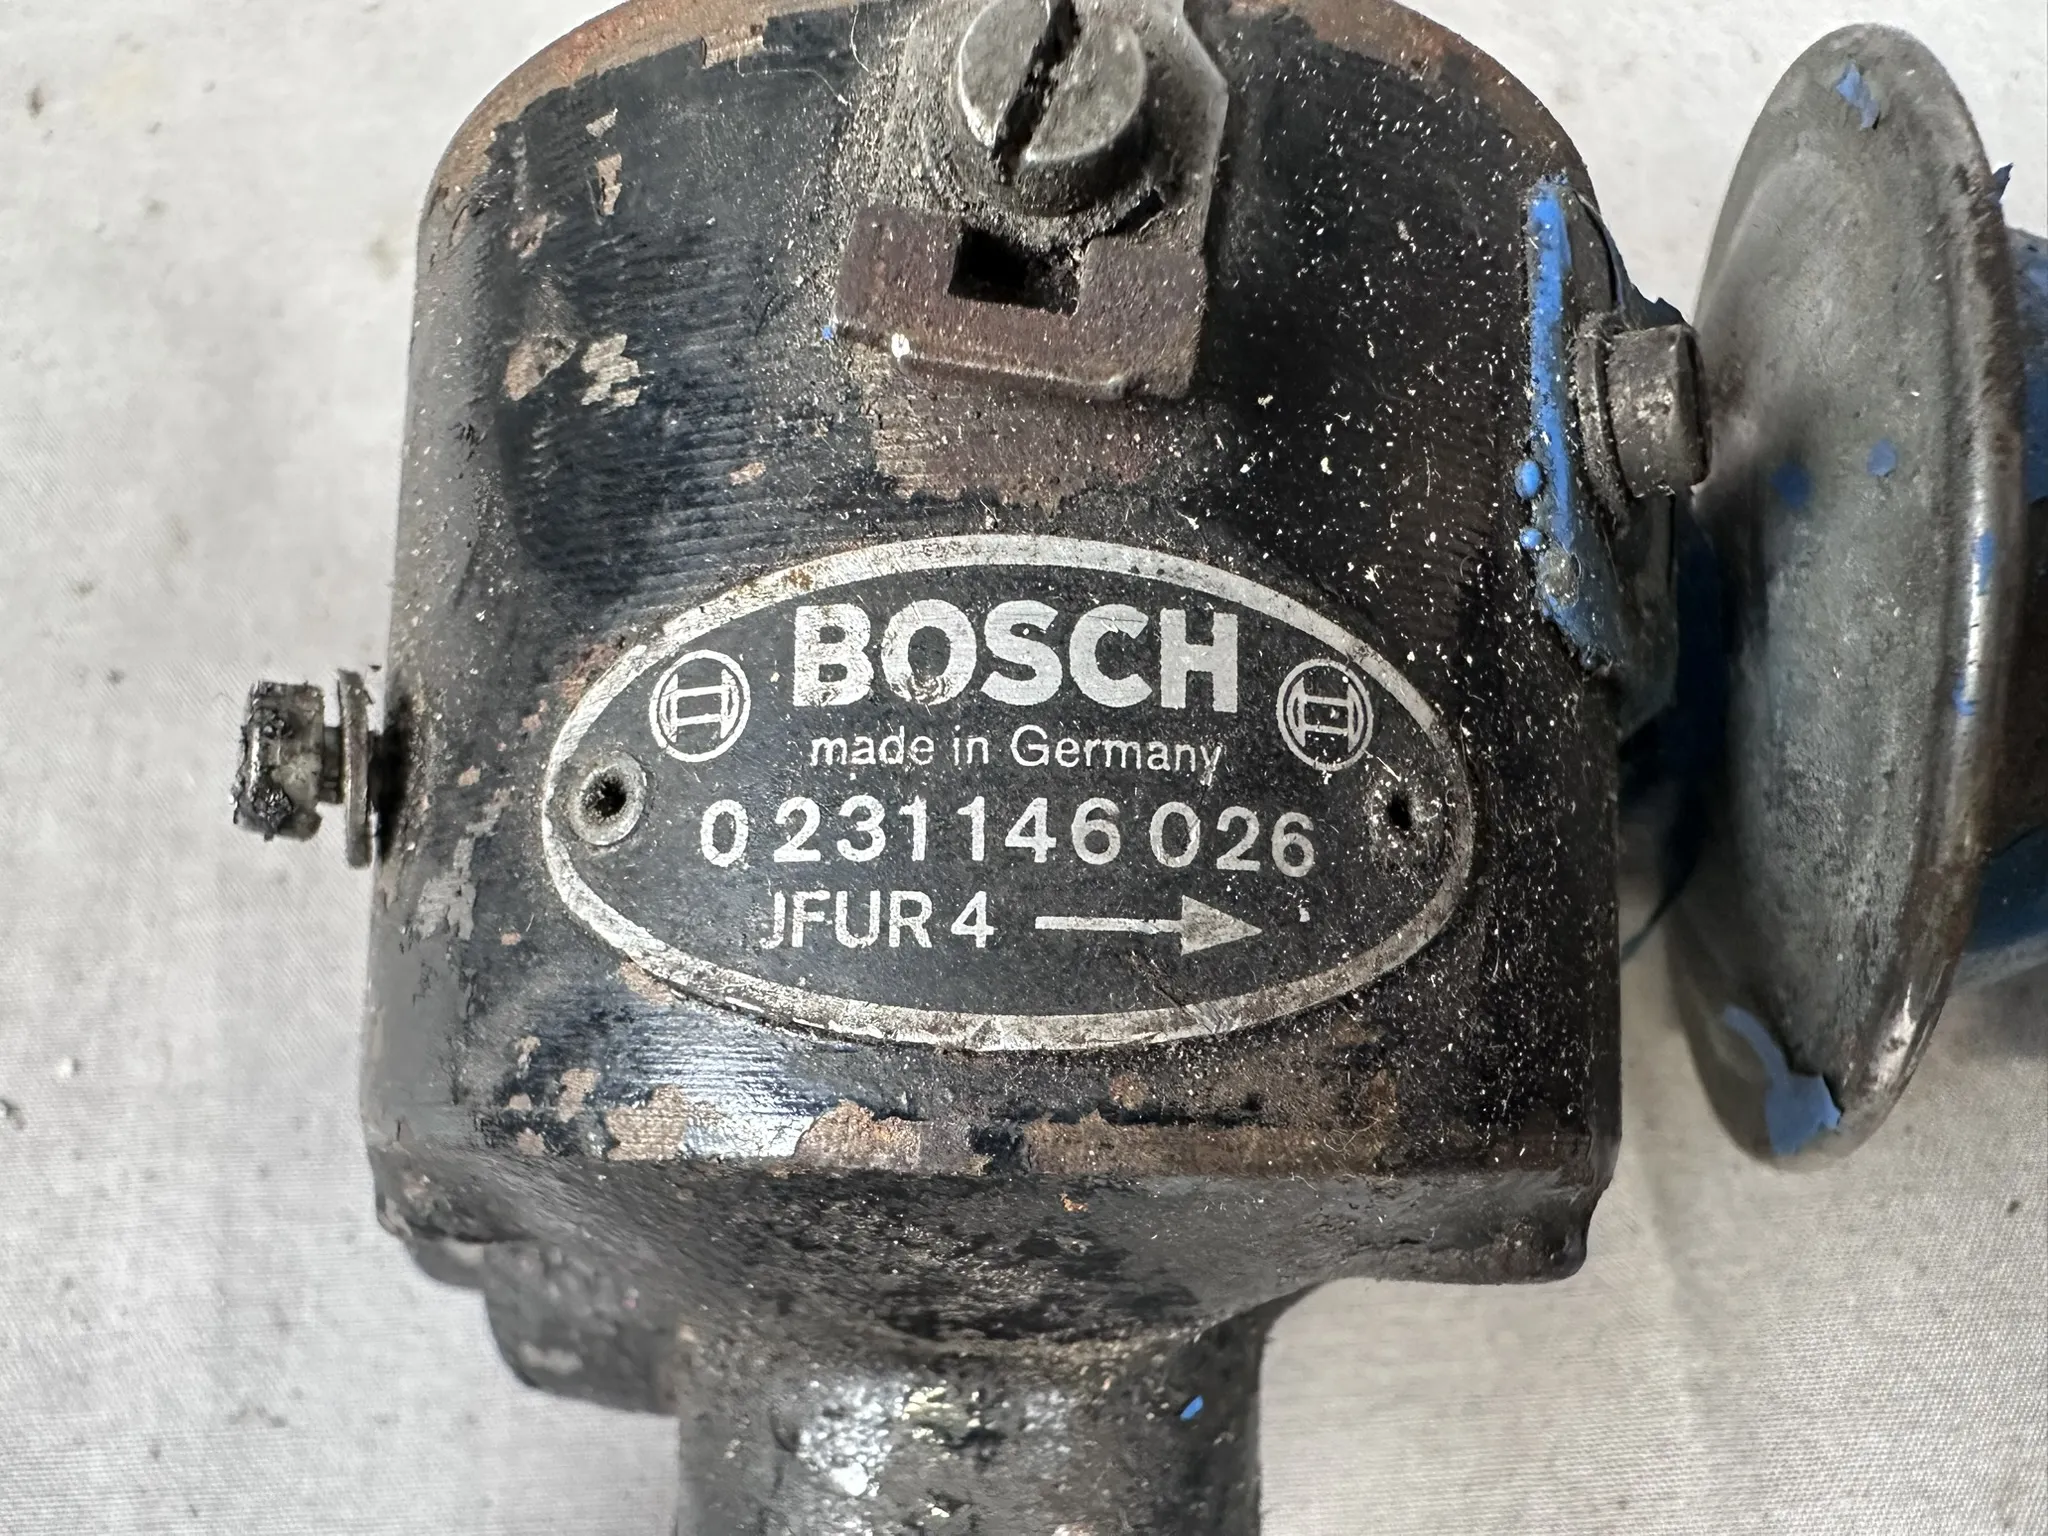 BOSCH
made in Germany
0 231 146 026
JFUR 4 →